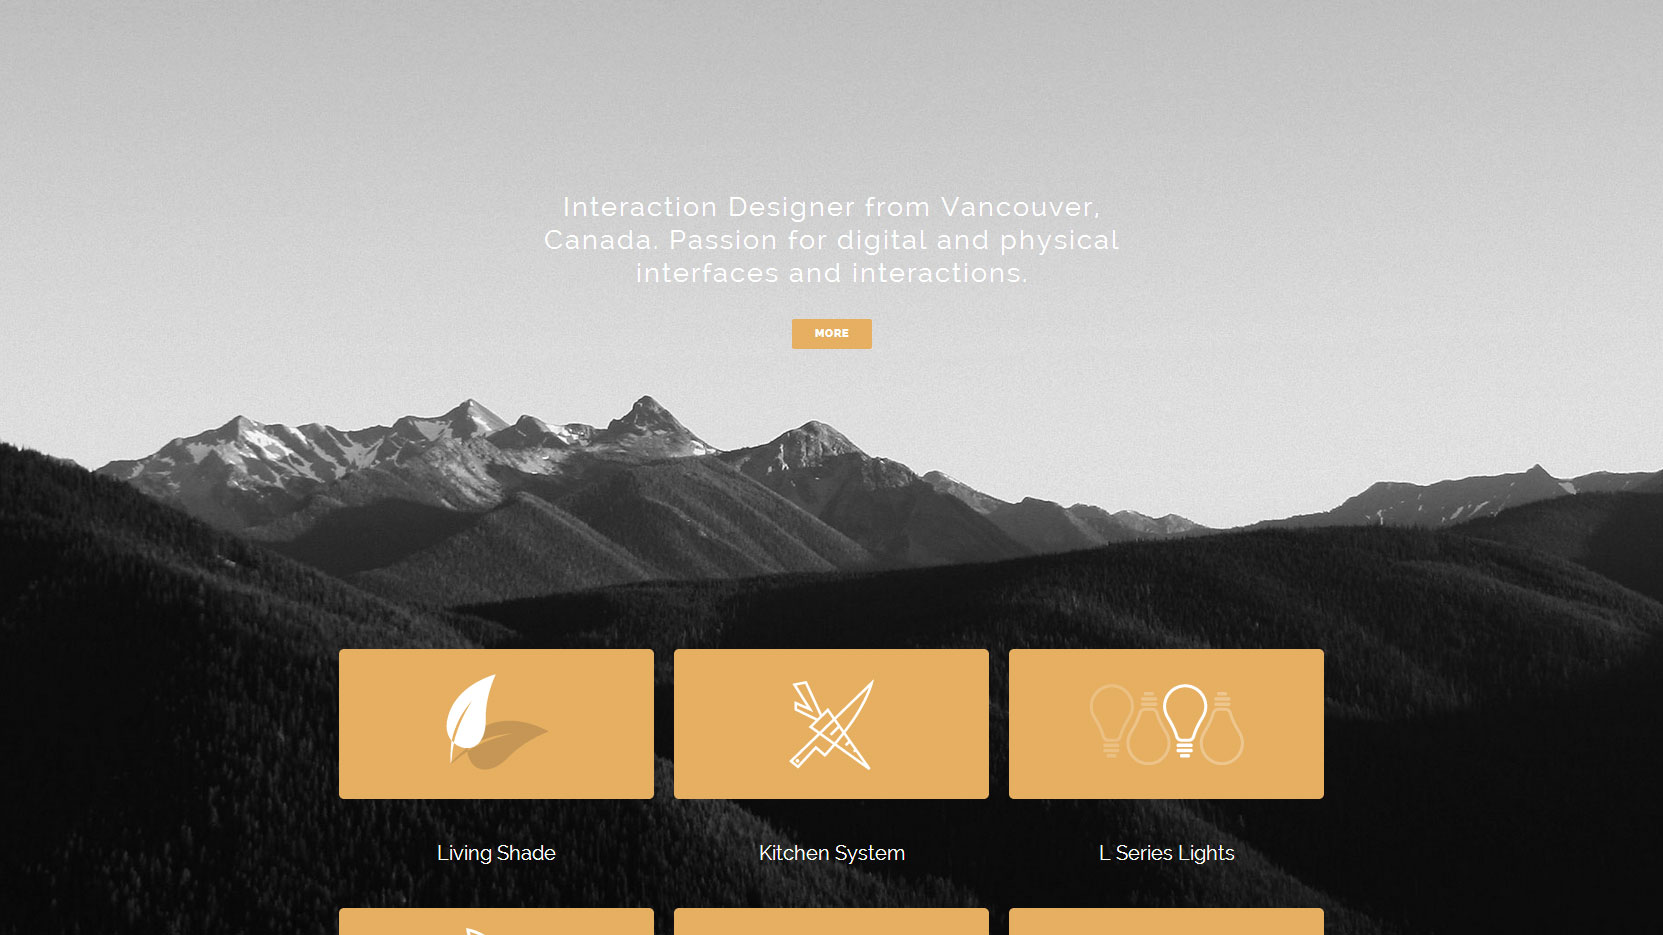 Interaction Designer from Vancouver,
Canada. Passion for digital and physical
interfaces and interactions.
MORE
Living Shade
Kitchen System
L Series Lights